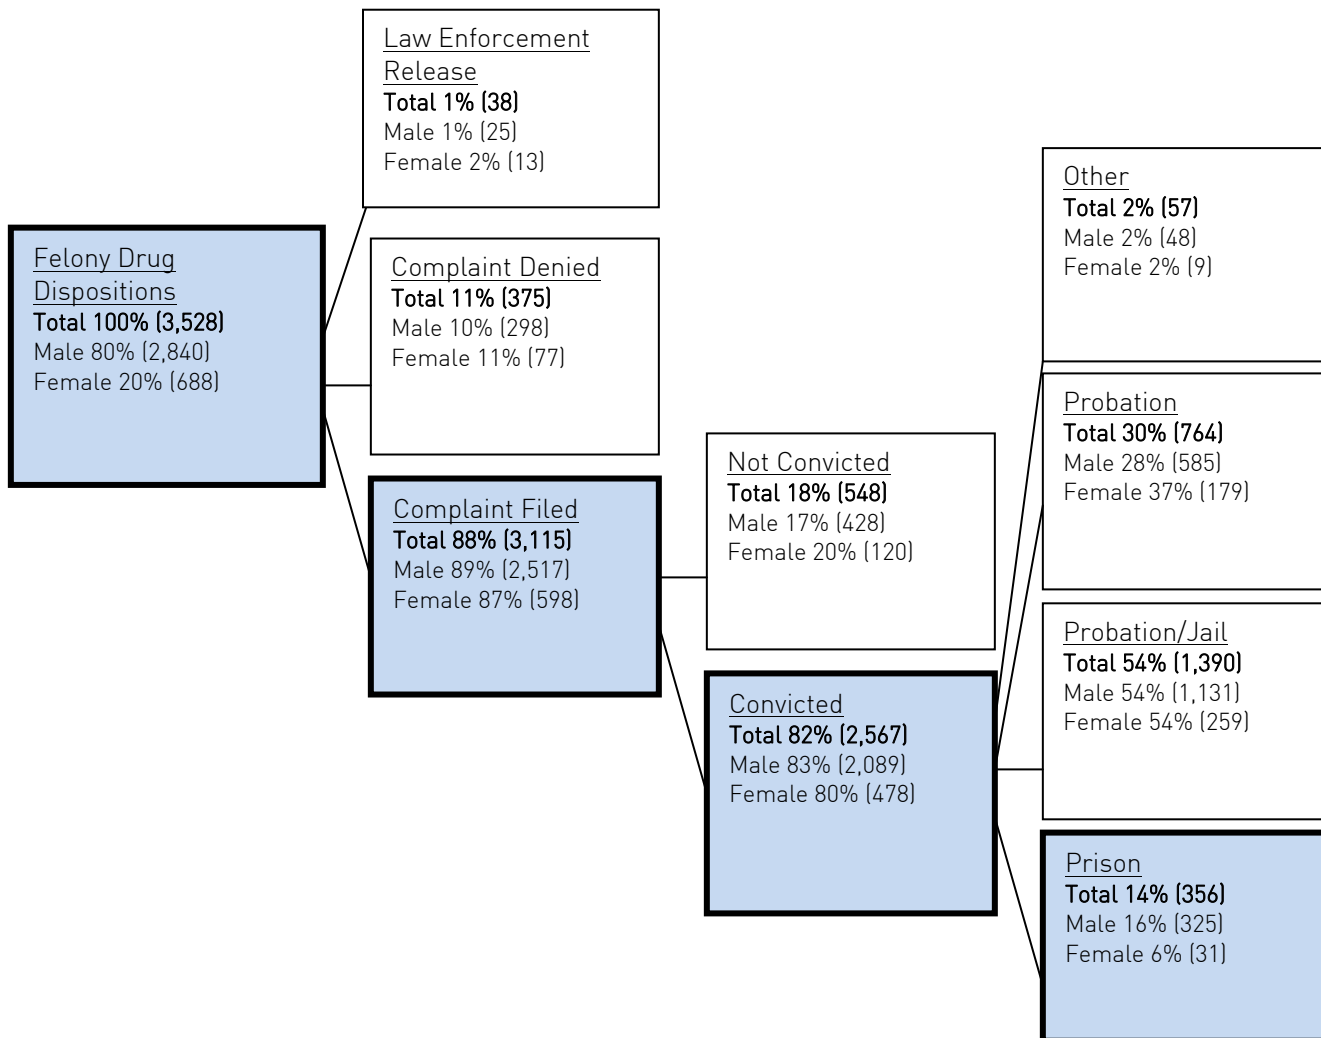 Law Enforcement
Release
Total 1% (38)
Male 1% (25)
Female 2% (13)
Felony Drug
Dispositions
Total 100% (3,528)
Male 80% (2,840)
Female 20% (688)
Complaint Denied
Total 11% (375)
Male 10% (298)
Female 11% (77)
Complaint Filed
Total 88% (3,115)
Male 89% (2,517)
Female 87% (598)
Not Convicted
Total 18% (548)
Male 17% (428)
Female 20% (120)
Convicted
Total 82% (2,567)
Male 83% (2,089)
Female 80% (478)
Other
Total 2% (57)
Male 2% (48)
Female 2% (9)
Probation
Total 30% (764)
Male 28% (585)
Female 37% (179)
Probation/Jail
Total 54% (1,390)
Male 54% (1,131)
Female 54% (259)
Prison
Total 14% (356)
Male 16% (325)
Female 6% (31)